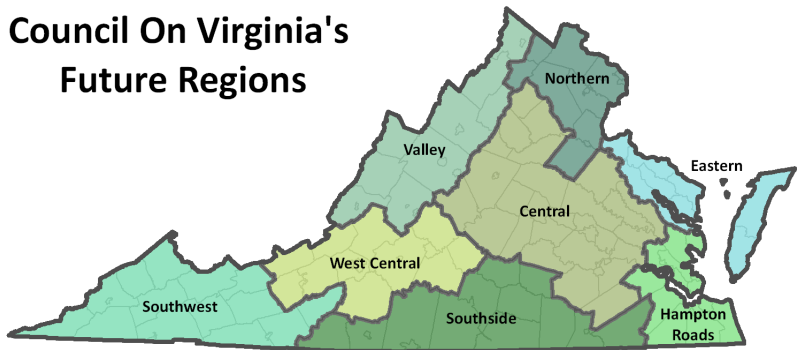 Council On Virginia's
Future Regions
Northern
Valley
Eastern
Central
West Central
Southwest
Southside
Hampton
Roads